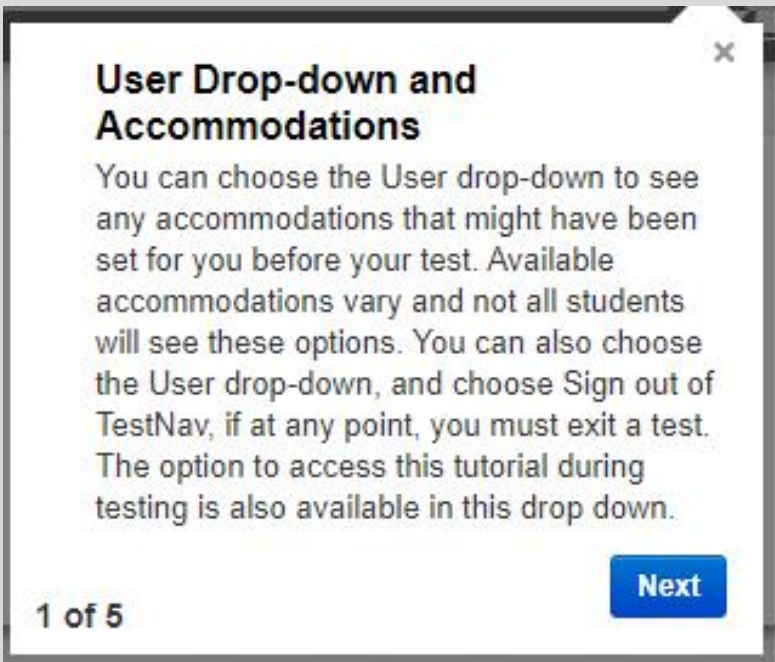 ×
User Drop-down and
Accommodations
You can choose the User drop-down to see
any accommodations that might have been
set for you before your test. Available
accommodations vary and not all students
will see these options. You can also choose
the User drop-down, and choose Sign out of
TestNav, if at any point, you must exit a test.
The option to access this tutorial during
testing is also available in this drop down.
Next
1 of 5